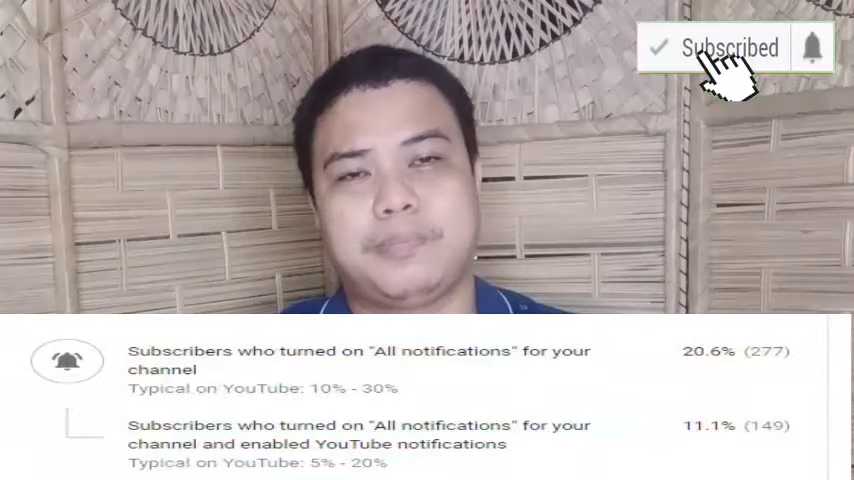 Subscribed
Subscribers who turned on "All notifications" for your 20.6% (277)
channel
Typical on YouTube: 10% - 30%
Subscribers who turned on "All notifications" for your 11.1% (149)
channel and enabled YouTube notifications
Typical on YouTube: 5% - 20%